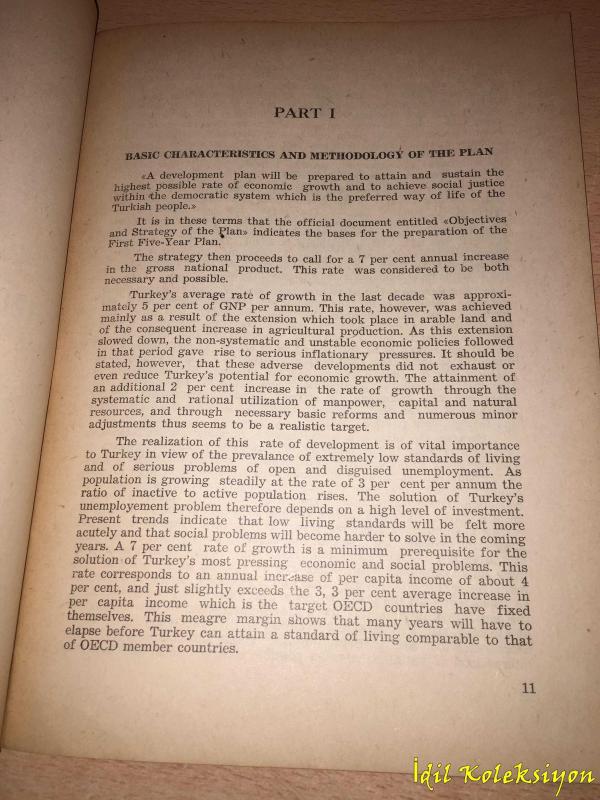 PART I
BASIC CHARACTERISTICS AND METHODOLOGY OF THE PLAN
«A development plan will be prepared to attain and sustain the
highest possible rate of economic growth and to achieve social justice
within the democratic system which is the preferred way of life of the
Turkish people.»
It is in these terms that the official document entitled «Objectives
and Strategy of the Plan» indicates the bases for the preparation of the
First Five-Year Plan.
The strategy then proceeds to call for a 7 per cent annual increase
in the gross national product. This rate was considered to be both
necessary and possible.
Turkey's average rate of growth in the last decade was approxi-
mately 5 per cent of GNP per annum. This rate, however, was achieved
mainly as a result of the extension which took place in arable land and
of the consequent increase in agricultural production. As this extension
slowed down, the non-systematic and unstable economic policies followed
in that period gave rise to serious inflationary pressures. It should be
stated, however, that these adverse developments did not exhaust or
even reduce Turkey's potential for economic growth. The attainment of
an additional 2 per cent increase in the rate of growth through the
systematic and rational utilization of manpower, capital and natural
resources, and through necessary basic reforms and numerous minor
adjustments thus seems to be a realistic target.
The realization of this rate of development is of vital importance
to Turkey in view of the prevalance of extremely low standards of living
and of serious problems of open and disguised unemployment. As
population is growing steadily at the rate of 3 per cent per annum the
ratio of inactive to active population rises. The solution of Turkey's
unemployement problem therefore depends on a high level of investment.
Present trends indicate that low living standards will be felt more
acutely and that social problems will become harder to solve in the coming
years. A 7 per cent rate of growth is a minimum prerequisite for the
solution of Turkey's most pressing economic and social problems. This
rate corresponds to an annual increase of per capita income of about 4
per cent, and just slightly exceeds the 3, 3 per cent average increase in
per capita income which is the target OECD countries have fixed
themselves. This meagre margin shows that many years will have to
elapse before Turkey can attain a standard of living comparable to that
of OECD member countries.
11
İdil Koleksiyon